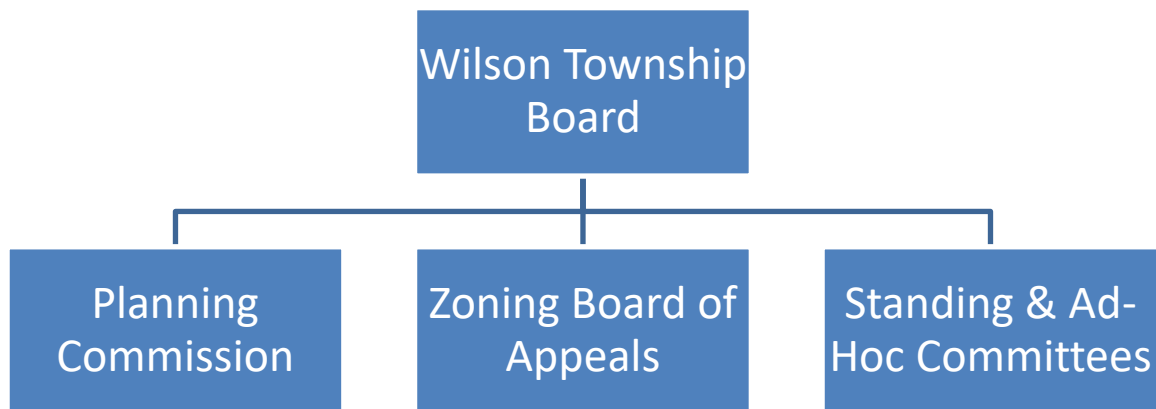 Wilson Township
Board
Planning
Commission
Zoning Board of
Appeals
Standing & Ad-
Hoc Committees